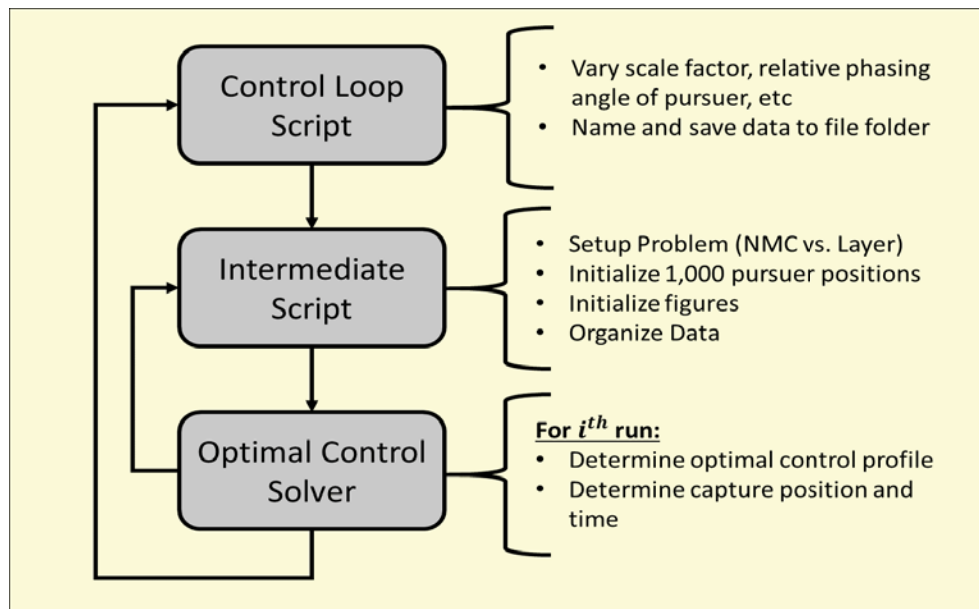 Control Loop
Script
• Vary scale factor, relative phasing
angle of pursuer, etc
• Name and save data to file folder
Intermediate
Script
• Setup Problem (NMC vs. Layer)
• Initialize 1,000 pursuer positions
• Initialize figures
• Organize Data
Optimal Control
Solver
For iᵗʰ run:
• Determine optimal control profile
• Determine capture position and
time